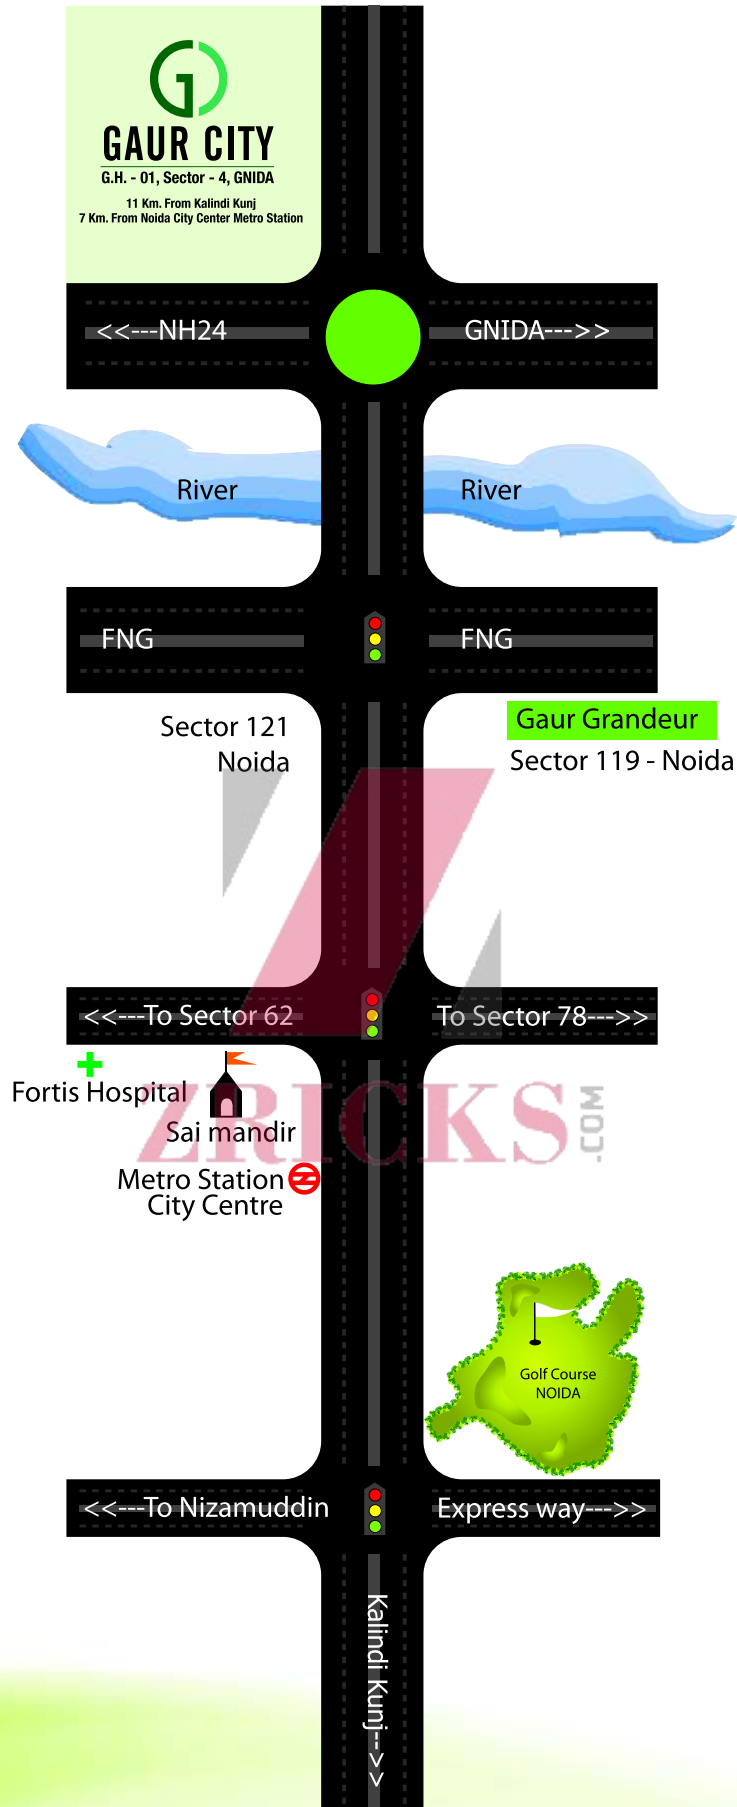 GAUR CITY
G.H. - 01, Sector - 4, GNIDA
11 Km. From Kalindi Kunj
7 Km. From Noida City Center Metro Station
<<---NH24
GNIDA--->>
River
River
FNG
FNG
Sector 121
Noida
Gaur Grandeur
Sector 119 - Noida
<<---To Sector 62
To Sector 78--->>
Fortis Hospital
Sai mandir
ZRICKS.COM
Metro Station
City Centre
Golf Course
NOIDA
<<---To Nizamuddin
Express way--->>
Kalindi Kunj-->>